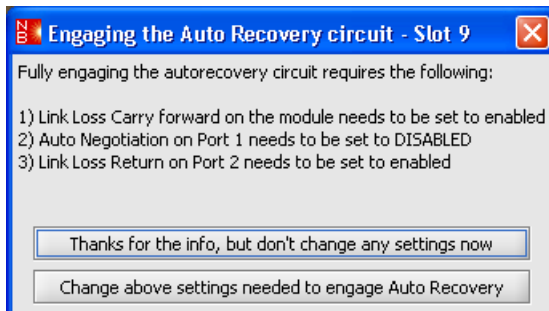 NB Engaging the Auto Recovery circuit - Slot 9
Fully engaging the autorecovery circuit requires the following:
1) Link Loss Carry forward on the module needs to be set to enabled
2) Auto Negotiation on Port 1 needs to be set to DISABLED
3) Link Loss Return on Port 2 needs to be set to enabled
Thanks for the info, but don't change any settings now
Change above settings needed to engage Auto Recovery